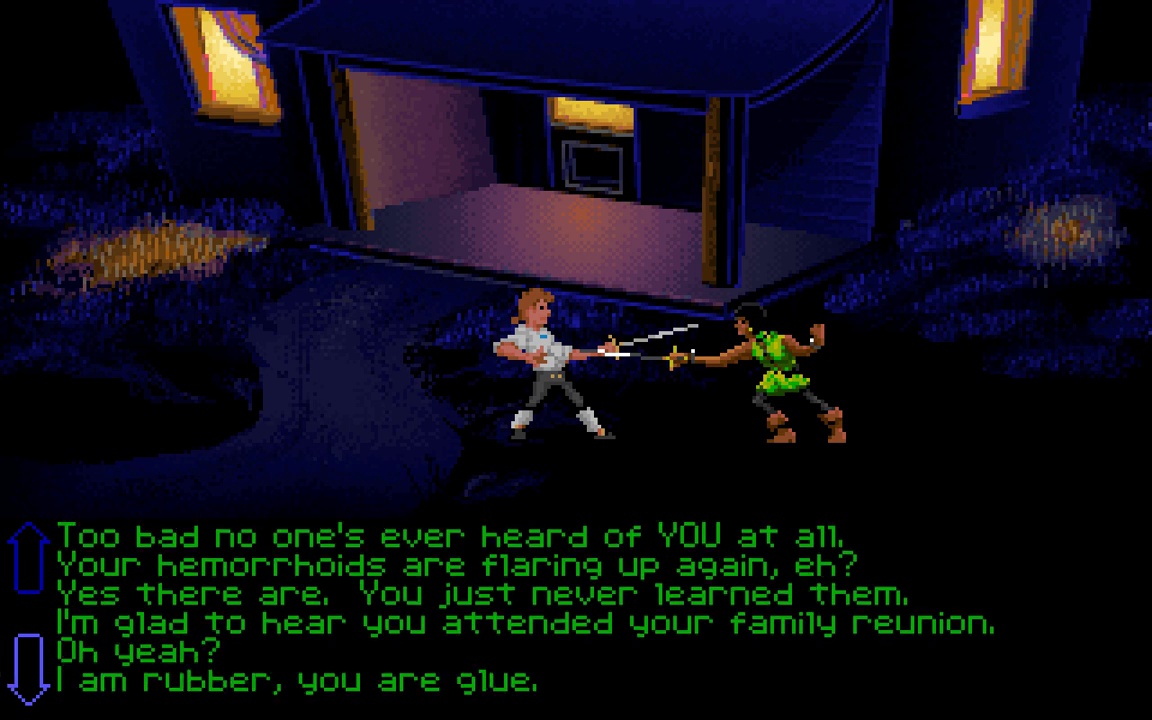 Too bad no one's ever heard of YOU at all.
Your hemorrhoids are flaring up again, eh?
Yes there are.  You just never learned them.
I'm glad to hear you attended your family reunion.
Oh yeah?
I am rubber, you are glue.